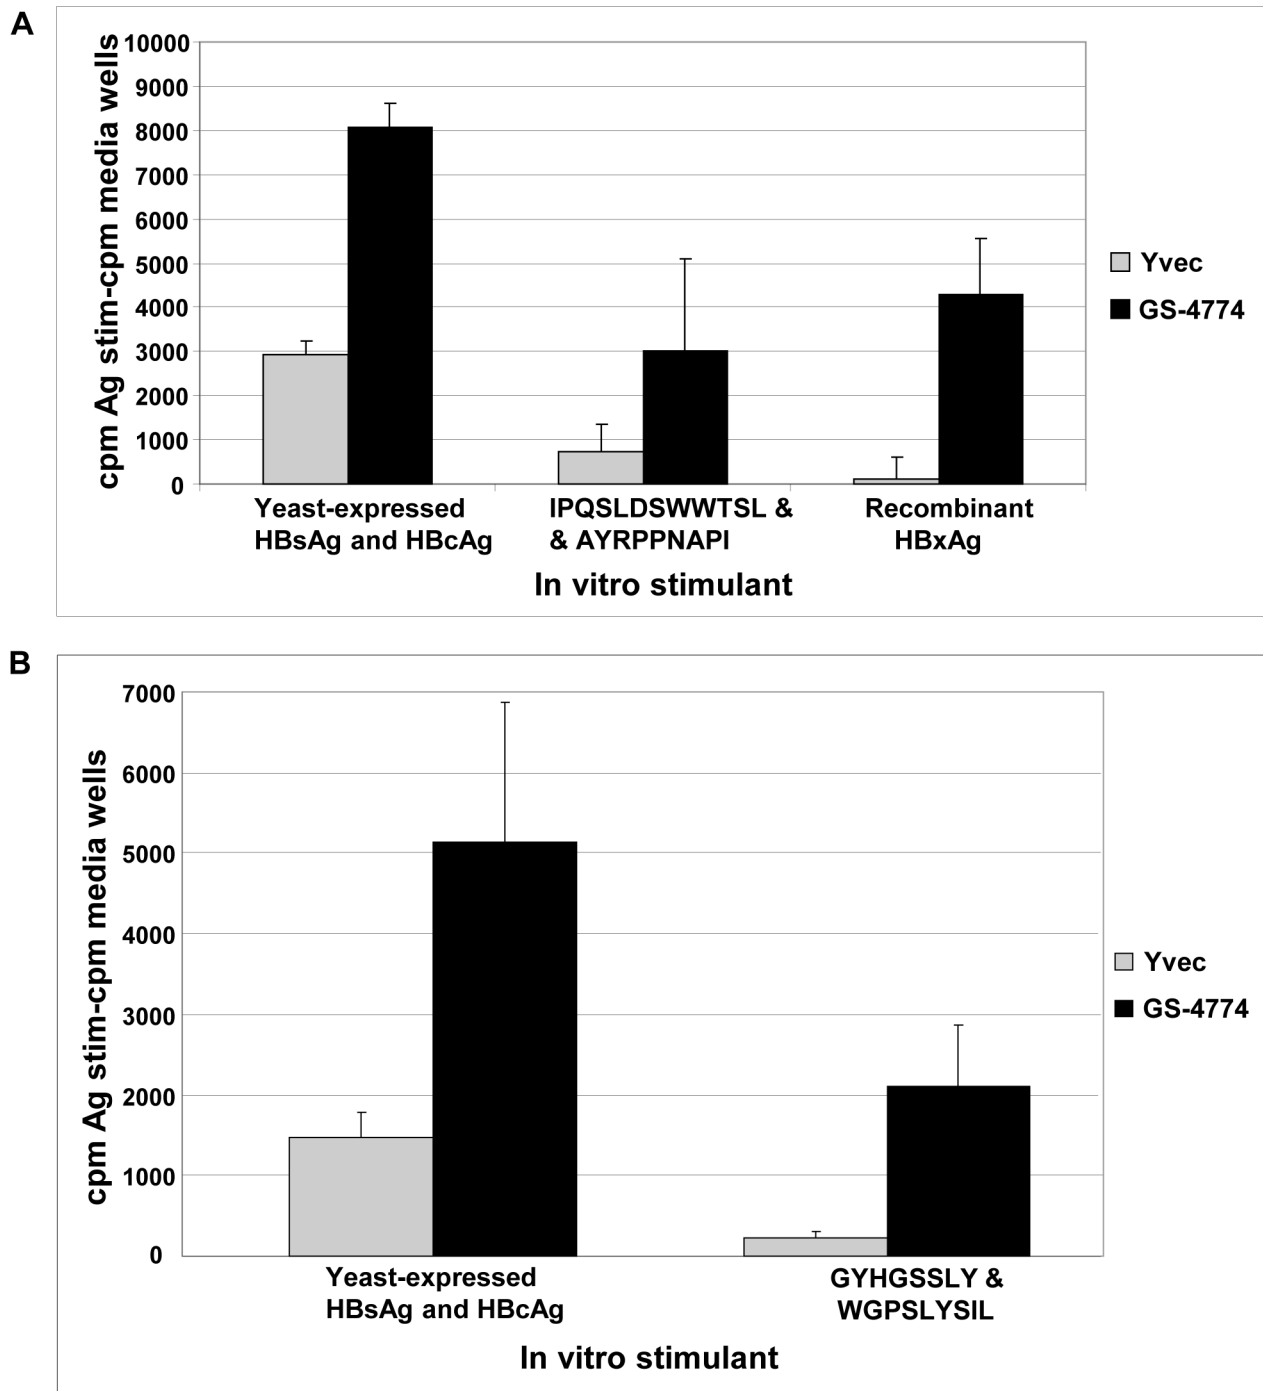 A
cpm Ag stim-cpm media wells
10000
9000
8000
7000
6000
5000
4000
3000
2000
1000
0
Yeast-expressed
HBsAg and HBcAg
IPQSLDSWWTSL &
& AYRPPNAPI
Recombinant
HBxAg
In vitro stimulant
Yvec
GS-4774
B
cpm Ag stim-cpm media wells
7000
6000
5000
4000
3000
2000
1000
0
Yeast-expressed
HBsAg and HBcAg
GYHGSSLY &
WGPSLYSIL
In vitro stimulant
Yvec
GS-4774